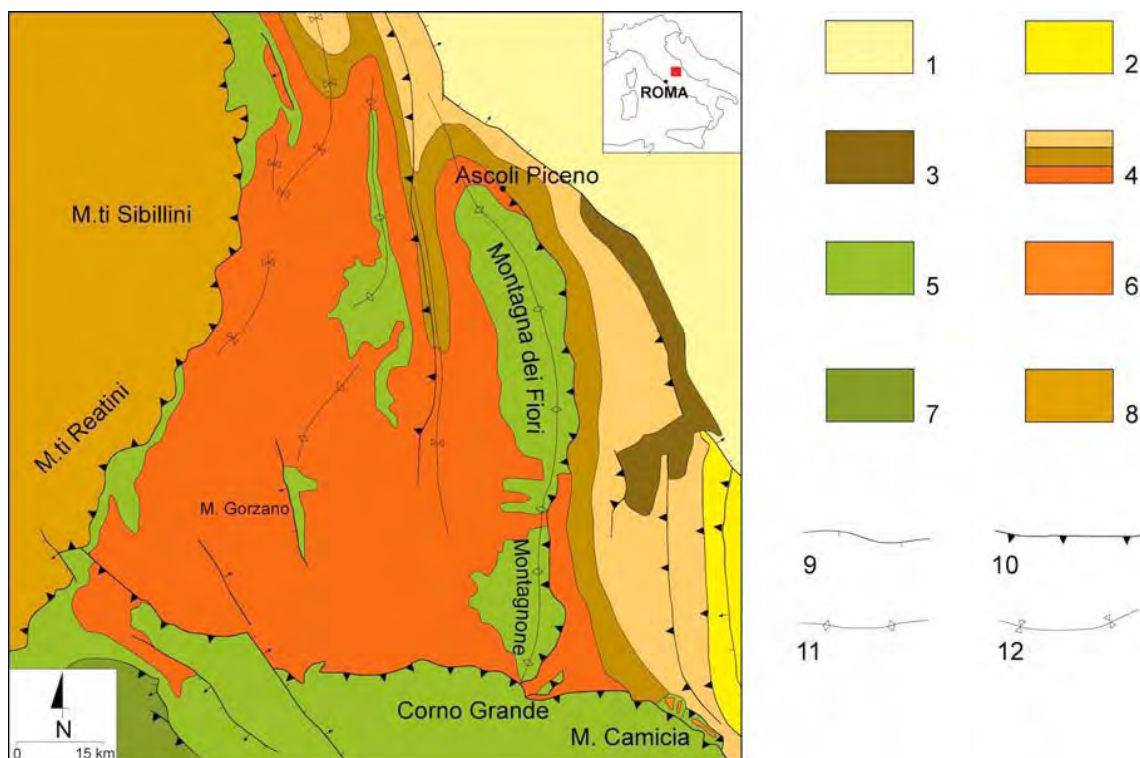 ROMA
Ascoli Piceno
M.ti Sibillini
Montagna dei Fiori
M.ti Reatini
M. Gorzano
Montagnone
Corno Grande
M. Camicia
N
0 15 km
1 2
3 4
5 6
7 8
9 10
11 12